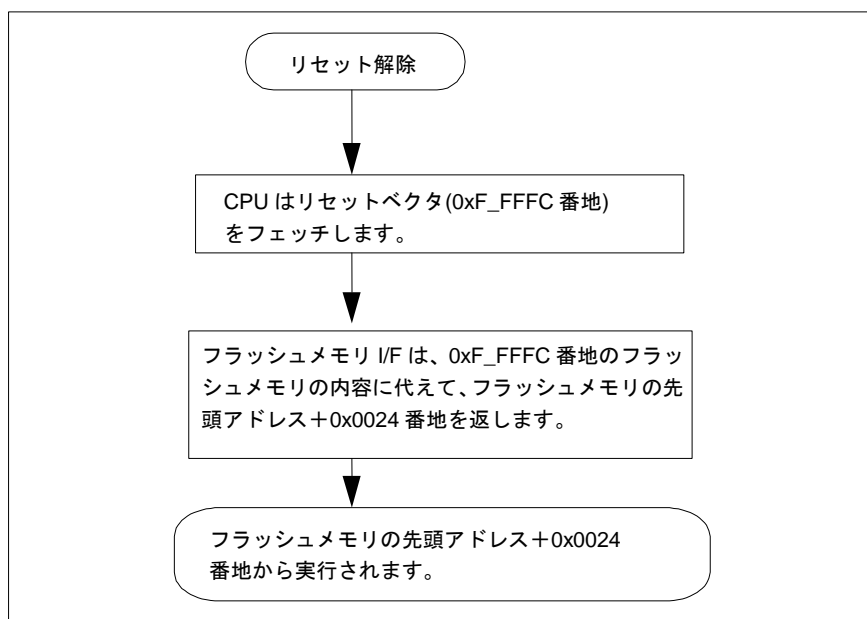 リセット解除
CPU はリセットベクタ(0xF_FFFC 番地)
をフェッチします。
フラッシュメモリ I/F は、0xF_FFFC 番地のフラッ
シュメモリの内容に代えて、フラッシュメモリの先
頭アドレス＋0x0024 番地を返します。
フラッシュメモリの先頭アドレス＋0x0024
番地から実行されます。